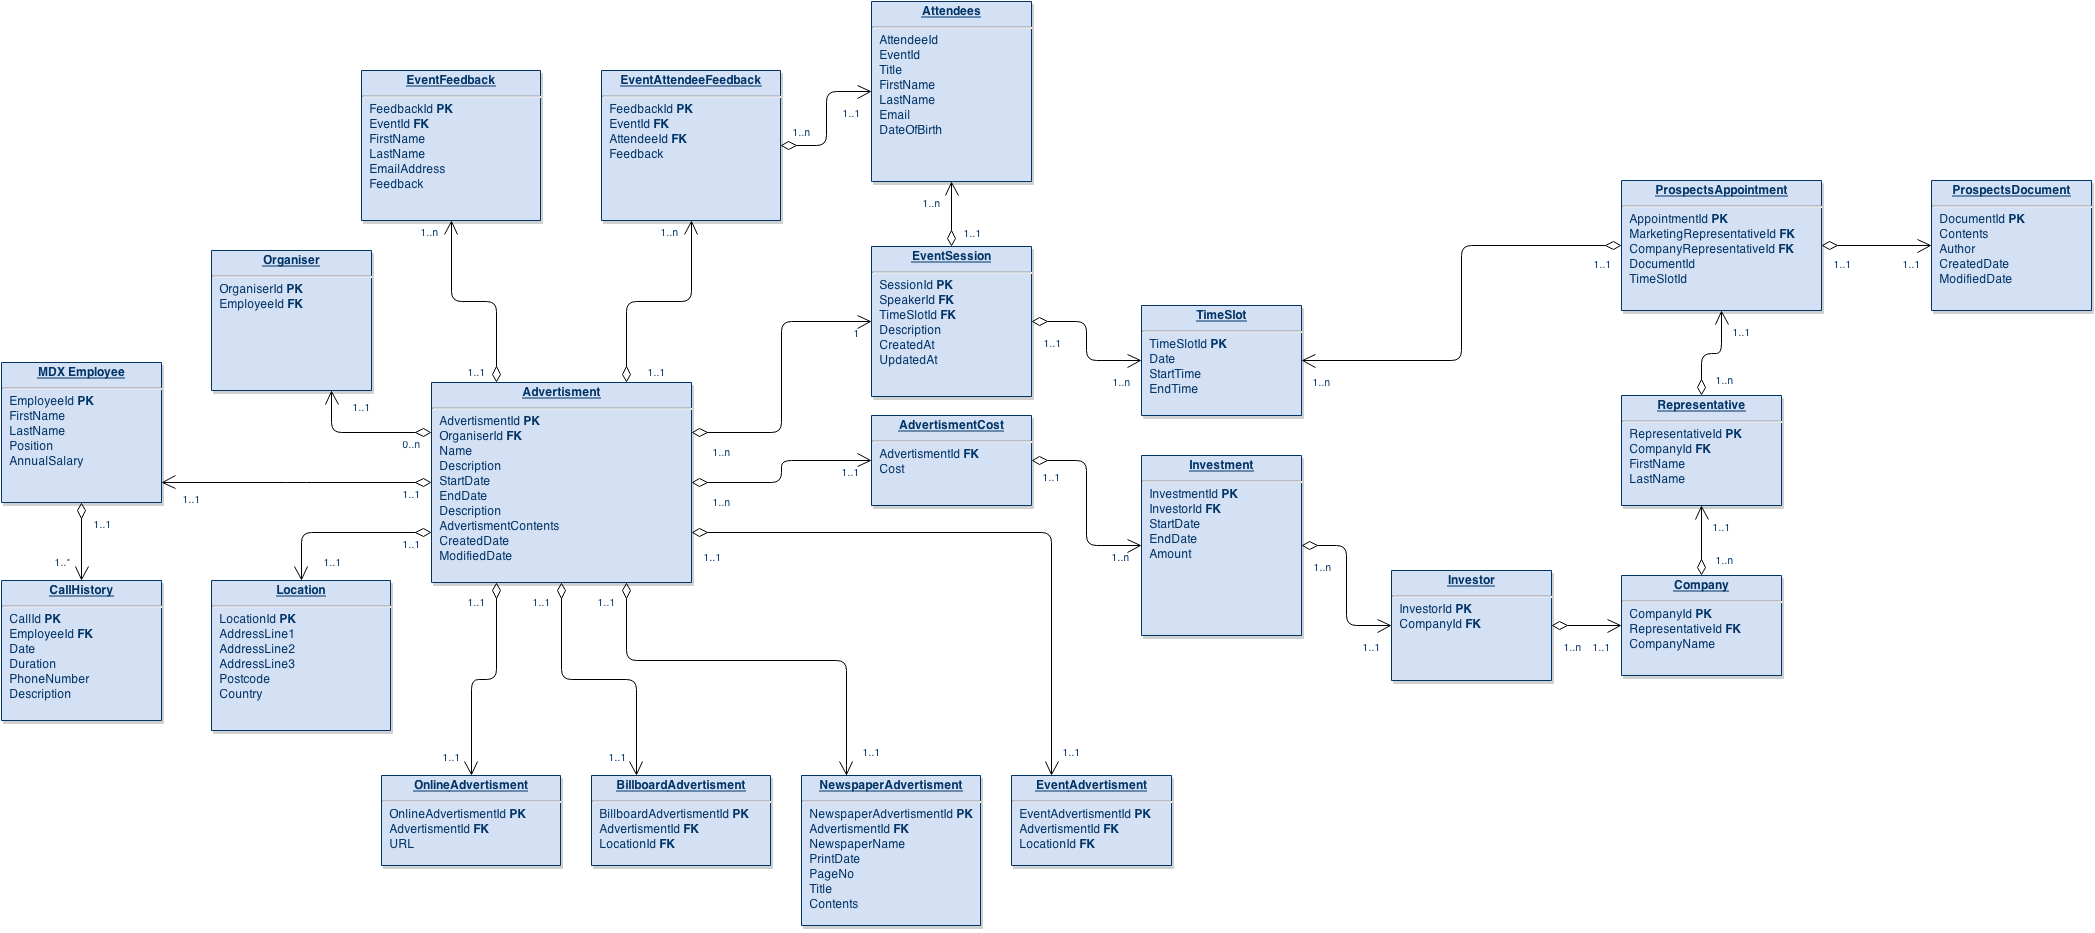 Attendees
AttendeeId
EventId
Title
FirstName
LastName
Email
DateOfBirth
EventFeedback
FeedbackId PK
EventId FK
FirstName
LastName
EmailAddress
Feedback
EventAttendeeFeedback
FeedbackId PK
EventId FK
AttendeeId FK
Feedback
1..n
1..1
1..n
1..n
1..n
1..1
ProspectsAppointment
AppointmentId PK
MarketingRepresentativeId FK
CompanyRepresentativeId FK
DocumentId
TimeSlotId
ProspectsDocument
DocumentId PK
Contents
Author
CreatedDate
ModifiedDate
1..1
1..1
1..1
Organiser
OrganiserId PK
EmployeeId FK
EventSession
SessionId PK
SpeakerId FK
TimeSlotId FK
Description
CreatedAt
UpdatedAt
TimeSlot
TimeSlotId PK
Date
StartTime
EndTime
1
1..1
1..n
1..n
1..1
1..n
MDX Employee
EmployeeId PK
FirstName
LastName
Position
AnnualSalary
1..1
1..1
1..1
0..n
1..1
1..1
Advertisment
AdvertismentId PK
OrganiserId FK
Name
Description
StartDate
EndDate
Description
AdvertismentContents
CreatedDate
ModifiedDate
1..n
1..n
1..1
1..1
AdvertismentCost
AdvertismentId FK
Cost
1..1
1..n
Representative
RepresentativeId PK
CompanyId FK
FirstName
LastName
1..1
1..n
Investment
InvestmentId PK
InvestorId FK
StartDate
EndDate
Amount
1..n
1..1
Investor
InvestorId PK
CompanyId FK
1..n
1..1
Company
CompanyId PK
RepresentativeId FK
CompanyName
1..1
1..*
CallHistory
CallId PK
EmployeeId FK
Date
Duration
PhoneNumber
Description
1..1
1..1
Location
LocationId PK
AddressLine1
AddressLine2
AddressLine3
Postcode
Country
1..1
1..1
1..1
1..1
1..1
1..1
1..1
OnlineAdvertisment
OnlineAdvertismentId PK
AdvertismentId FK
URL
BillboardAdvertisment
BillboardAdvertismentId PK
AdvertismentId FK
LocationId FK
NewspaperAdvertisment
NewspaperAdvertismentId PK
AdvertismentId FK
NewspaperName
PrintDate
PageNo
Title
Contents
EventAdvertisment
EventAdvertismentId PK
AdvertismentId FK
LocationId FK